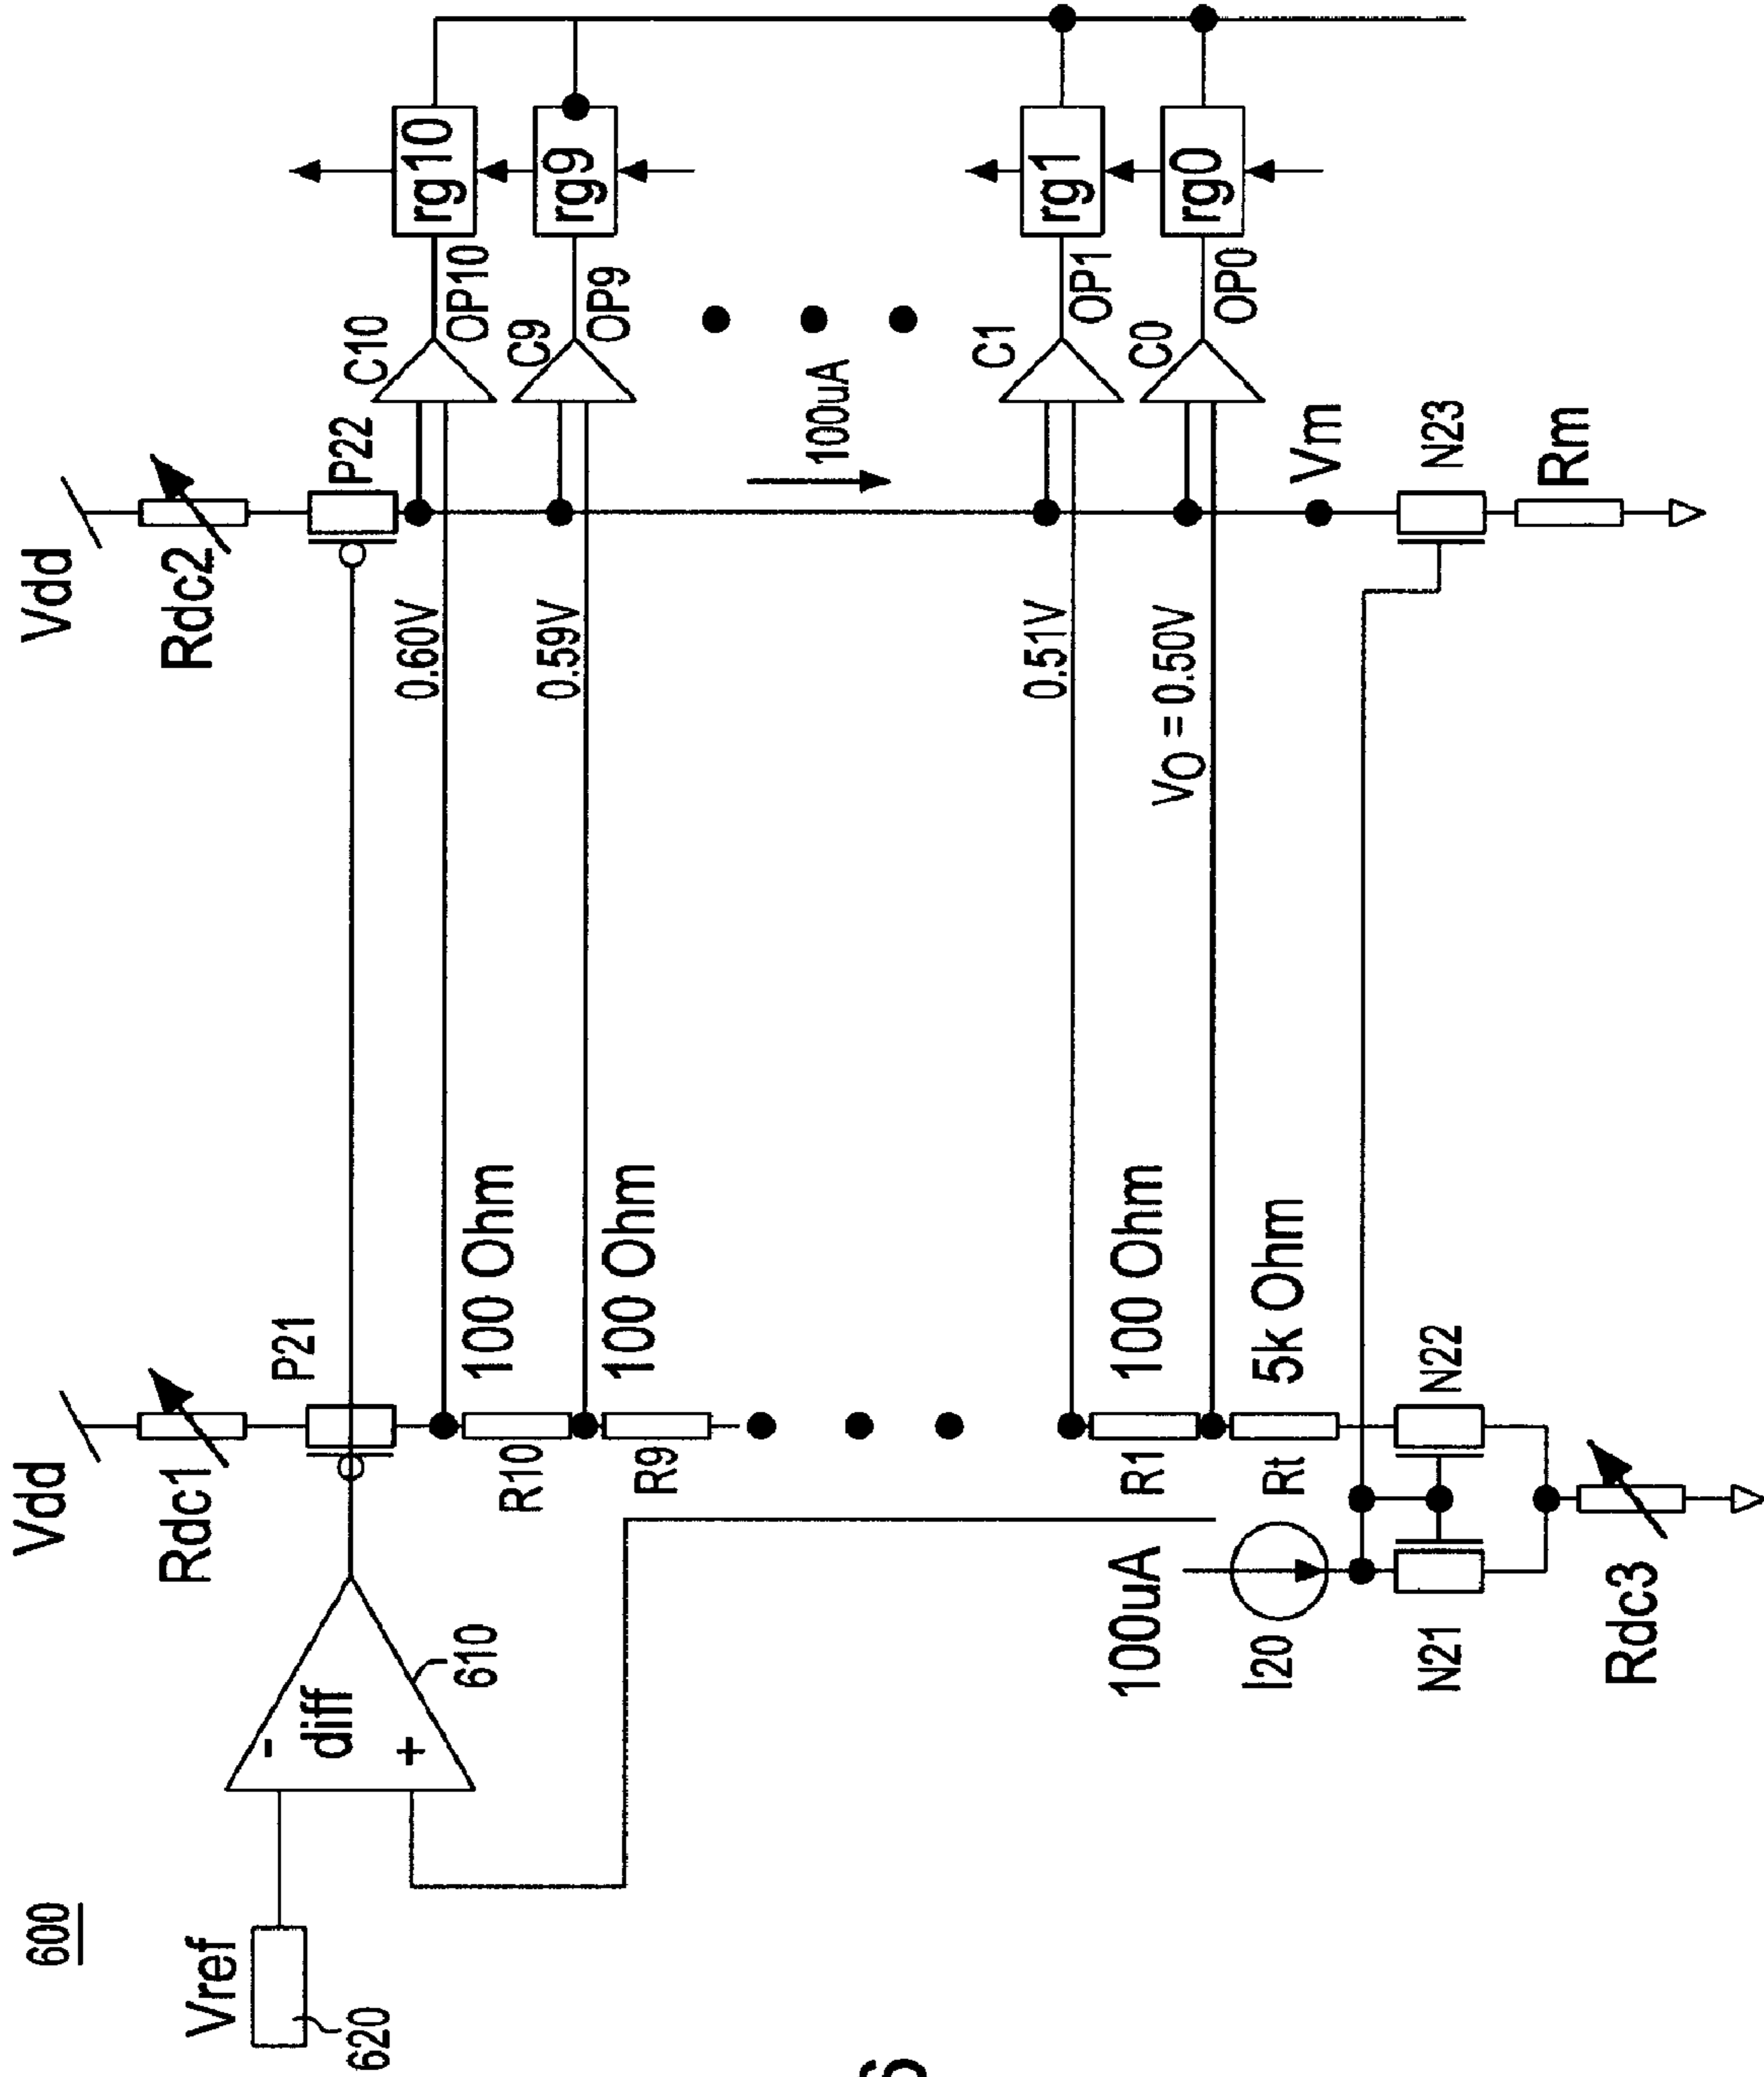 600
Vdd
Vdd
Rdc1
Rdc2
P21
P22
Vref
620
-
diff
+
610
C10
OP10
rg10
0.60V
R10
100 Ohm
C9
OP9
rg9
0.59V
R9
100 Ohm
100uA
C1
OP1
rg1
0.51V
R1
100 Ohm
C0
OP0
rg0
VO = 0.50V
Rt
5k Ohm
Vm
100uA
I20
N21
N22
N23
Rm
Rdc3
6